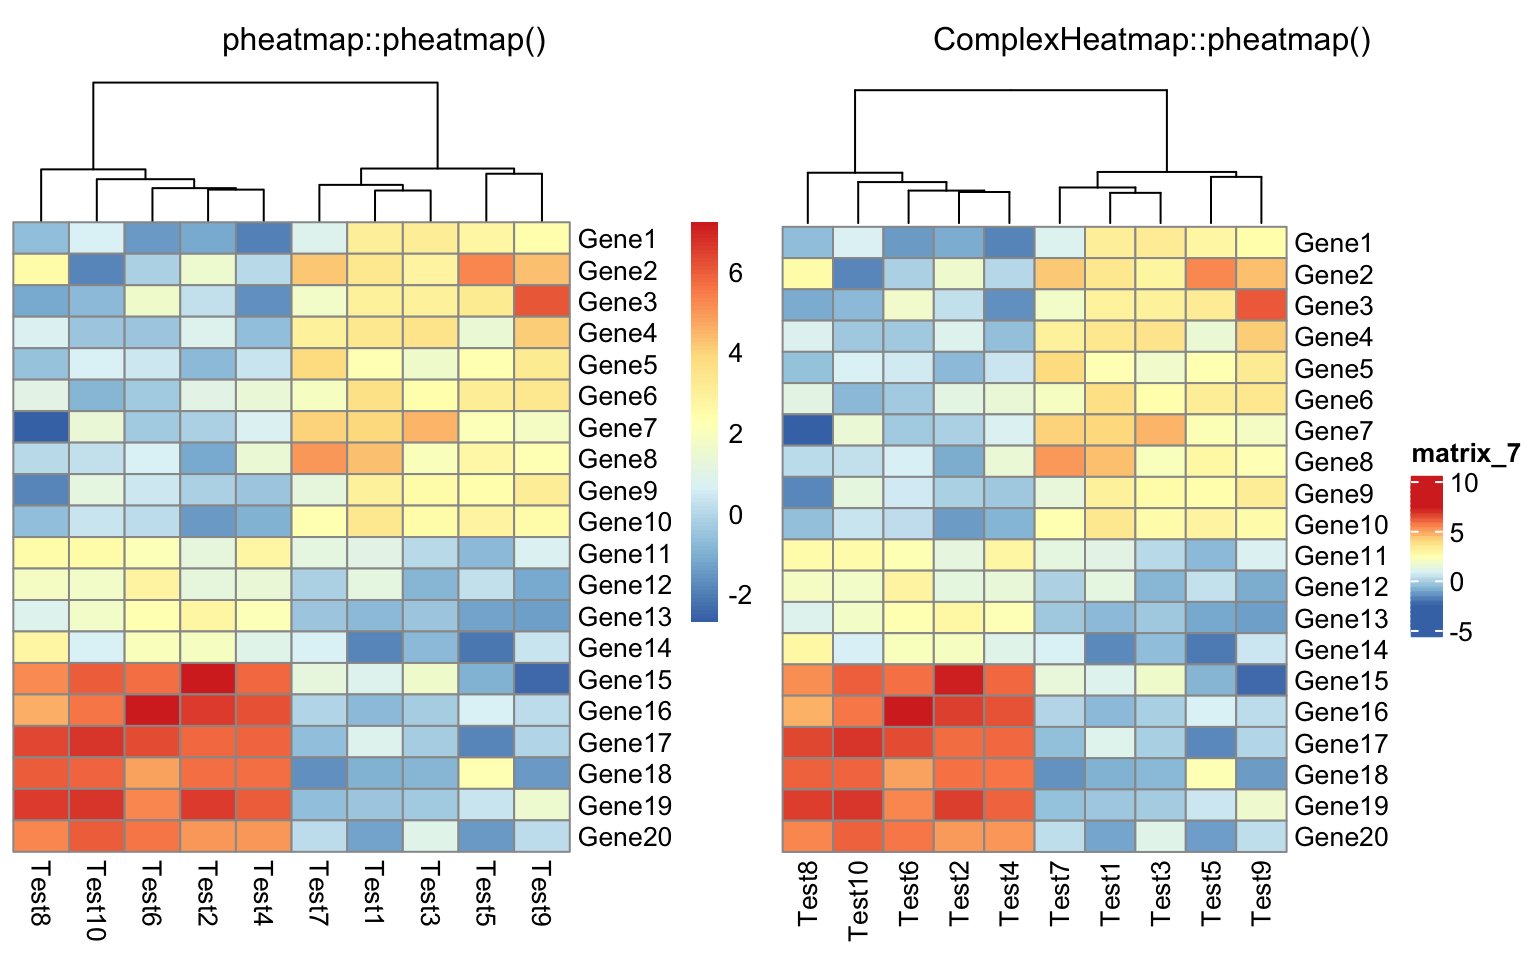 pheatmap::pheatmap()
Gene1
Gene2
Gene3
Gene4
Gene5
Gene6
Gene7
Gene8
Gene9
Gene10
Gene11
Gene12
Gene13
Gene14
Gene15
Gene16
Gene17
Gene18
Gene19
Gene20
Test8
Test10
Test6
Test2
Test4
Test7
Test1
Test3
Test5
Test9
6
4
2
0
-2
ComplexHeatmap::pheatmap()
Gene1
Gene2
Gene3
Gene4
Gene5
Gene6
Gene7
Gene8
Gene9
Gene10
Gene11
Gene12
Gene13
Gene14
Gene15
Gene16
Gene17
Gene18
Gene19
Gene20
Test8
Test10
Test6
Test2
Test4
Test7
Test1
Test3
Test5
Test9
matrix_7
10
5
0
-5